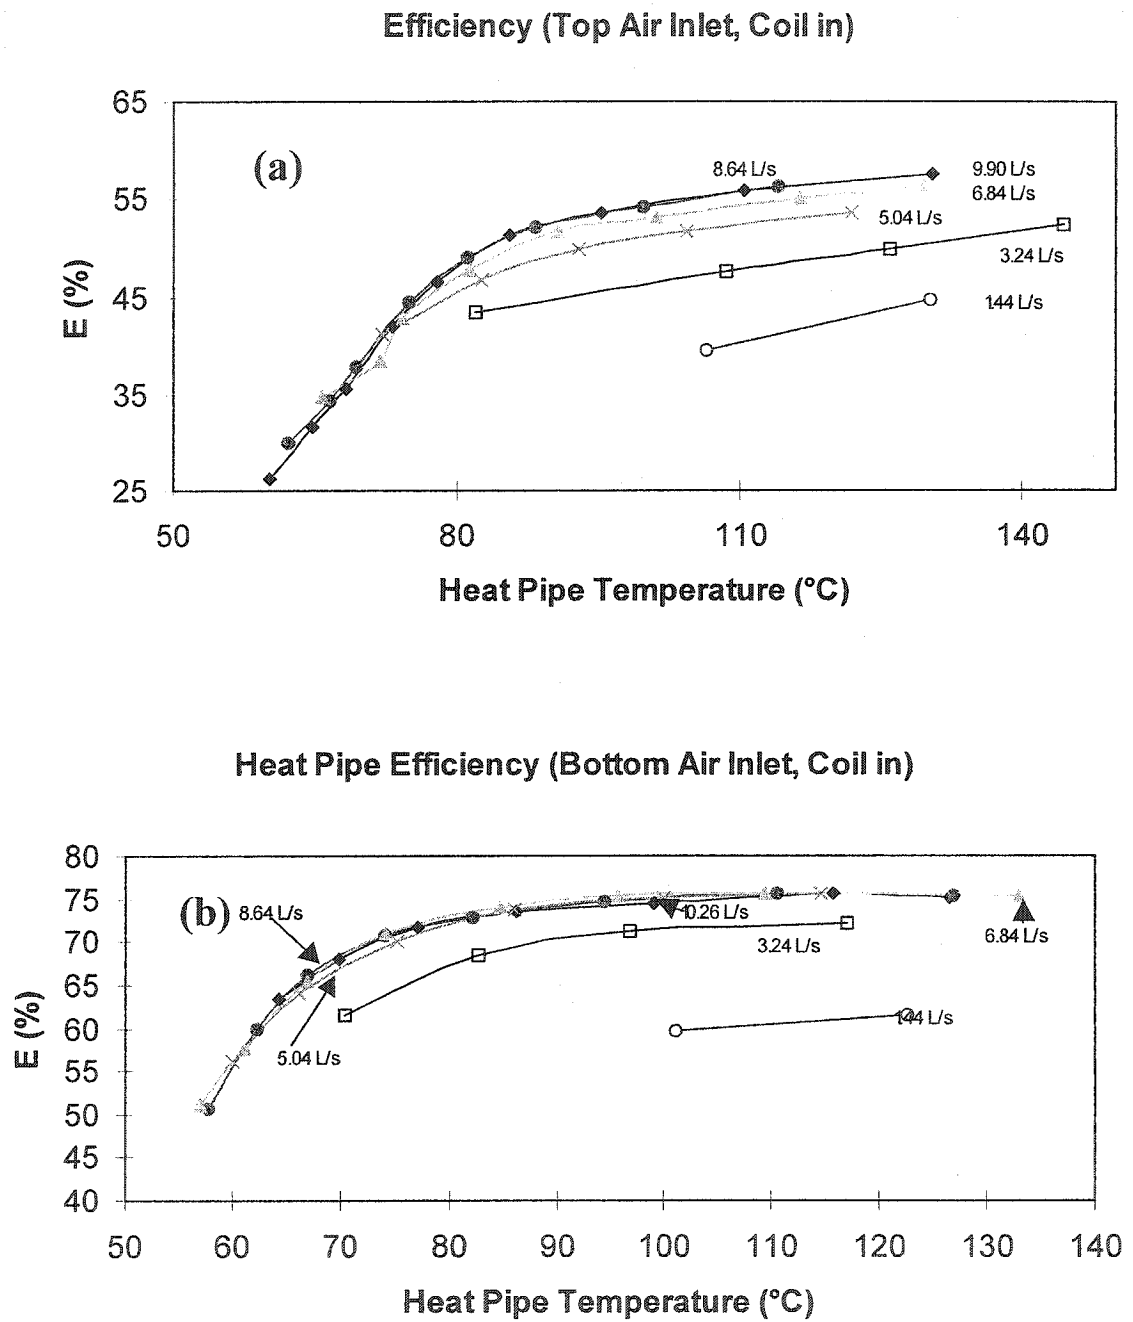 Efficiency (Top Air Inlet, Coil in)
65
(a)
8.64 L/s
9.90 L/s
6.84 L/s
55
5.04 L/s
3.24 L/s
45
1.44 L/s
E (%)
35
25
50 80 110 140
Heat Pipe Temperature (°C)
Heat Pipe Efficiency (Bottom Air Inlet, Coil in)
80
75
(b)
8.64 L/s
10.26 L/s
6.84 L/s
70
3.24 L/s
65
E (%)
60
1.44 L/s
5.04 L/s
55
50
45
40
50 60 70 80 90 100 110 120 130 140
Heat Pipe Temperature (°C)